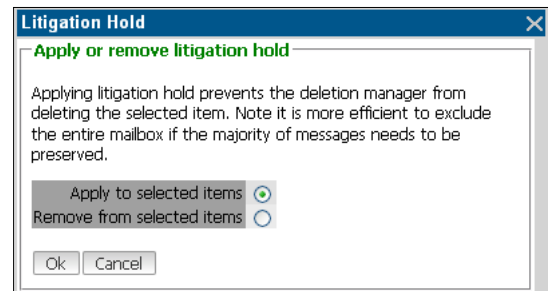 Litigation Hold
Apply or remove litigation hold
Applying litigation hold prevents the deletion manager from
deleting the selected item. Note it is more efficient to exclude
the entire mailbox if the majority of messages needs to be
preserved.
Apply to selected items
Remove from selected items
Ok Cancel